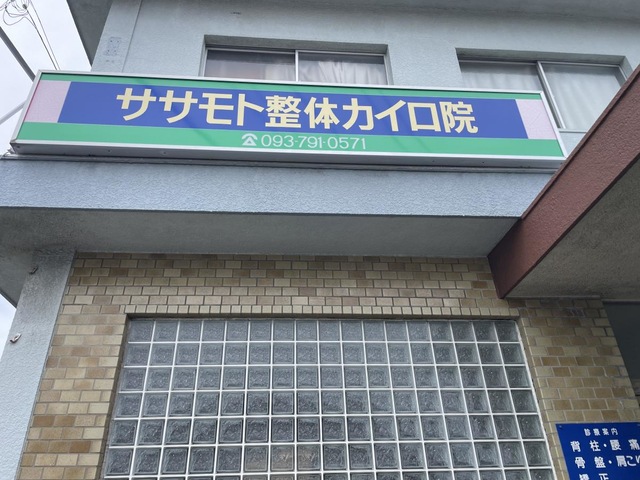 ササモト整体カイロ院
☎093-791-0571
診療案内
背柱・腰痛
骨盤・肩こ
矯正